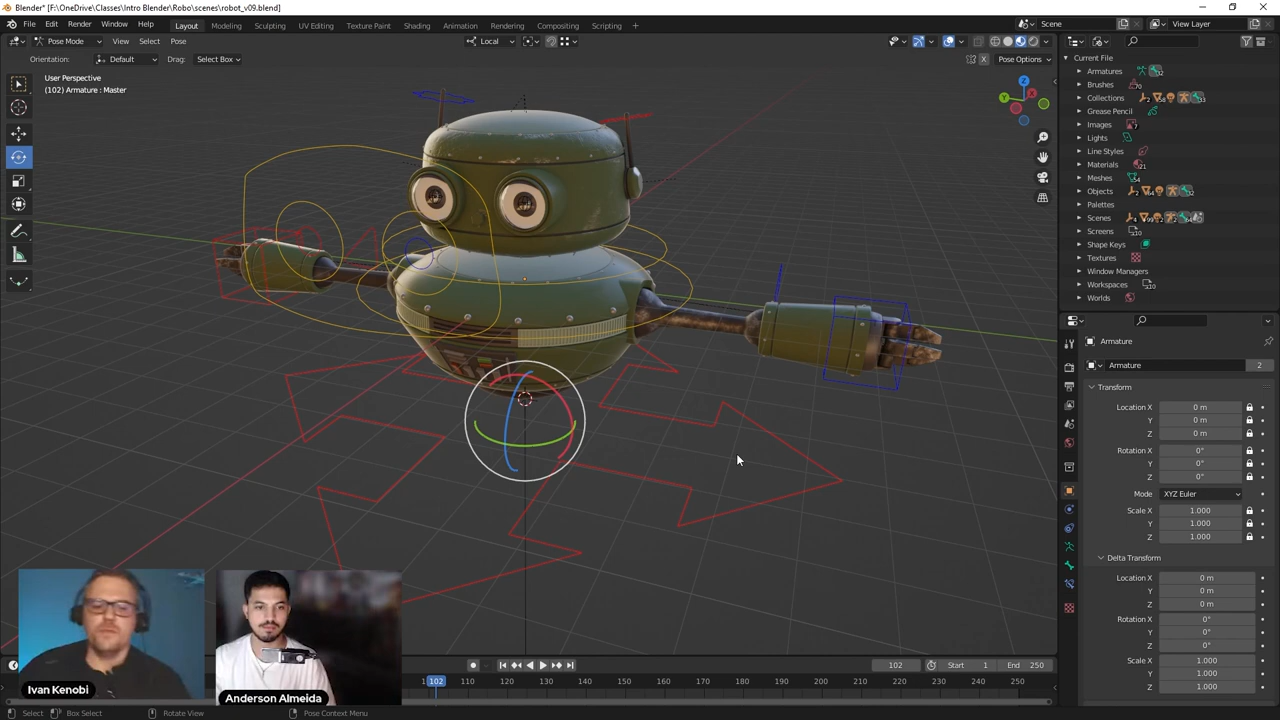 Blender* [F:\OneDrive\Classes\Intro Blender\Robo\scenes\robot_v09.blend]
File Edit Render Window Help Layout Modeling Sculpting UV Editing Texture Paint Shading Animation Rendering Compositing Scripting + Scene View Layer
Pose Mode View Select Pose Local
Orientation: Default Drag: Select Box X Pose Options
User Perspective
(102) Armature : Master
Z
Y
X
Current File
Armatures
Brushes
Collections
Grease Pencil
Images
Lights
Line Styles
Materials
Meshes
Objects
Palettes
Scenes
Screens
Shape Keys
Textures
Window Managers
Workspaces
Worlds
Armature
Armature 2
Transform
Location X 0 m
Y 0 m
Z 0 m
Rotation X 0°
Y 0°
Z 0°
Mode XYZ Euler
Scale X 1.000
Y 1.000
Z 1.000
Delta Transform
Location X 0 m
Y 0 m
Z 0 m
Rotation X 0°
Y 0°
Z 0°
Scale X 1.000
Y 1.000
Z 1.000
Ivan Kenobi
Anderson Almeida
102 Start 1 End 250
102 120 130 140 150 160 170 180 190 200 210 220 230 240 250
Select Box Select Rotate View Pose Context Menu